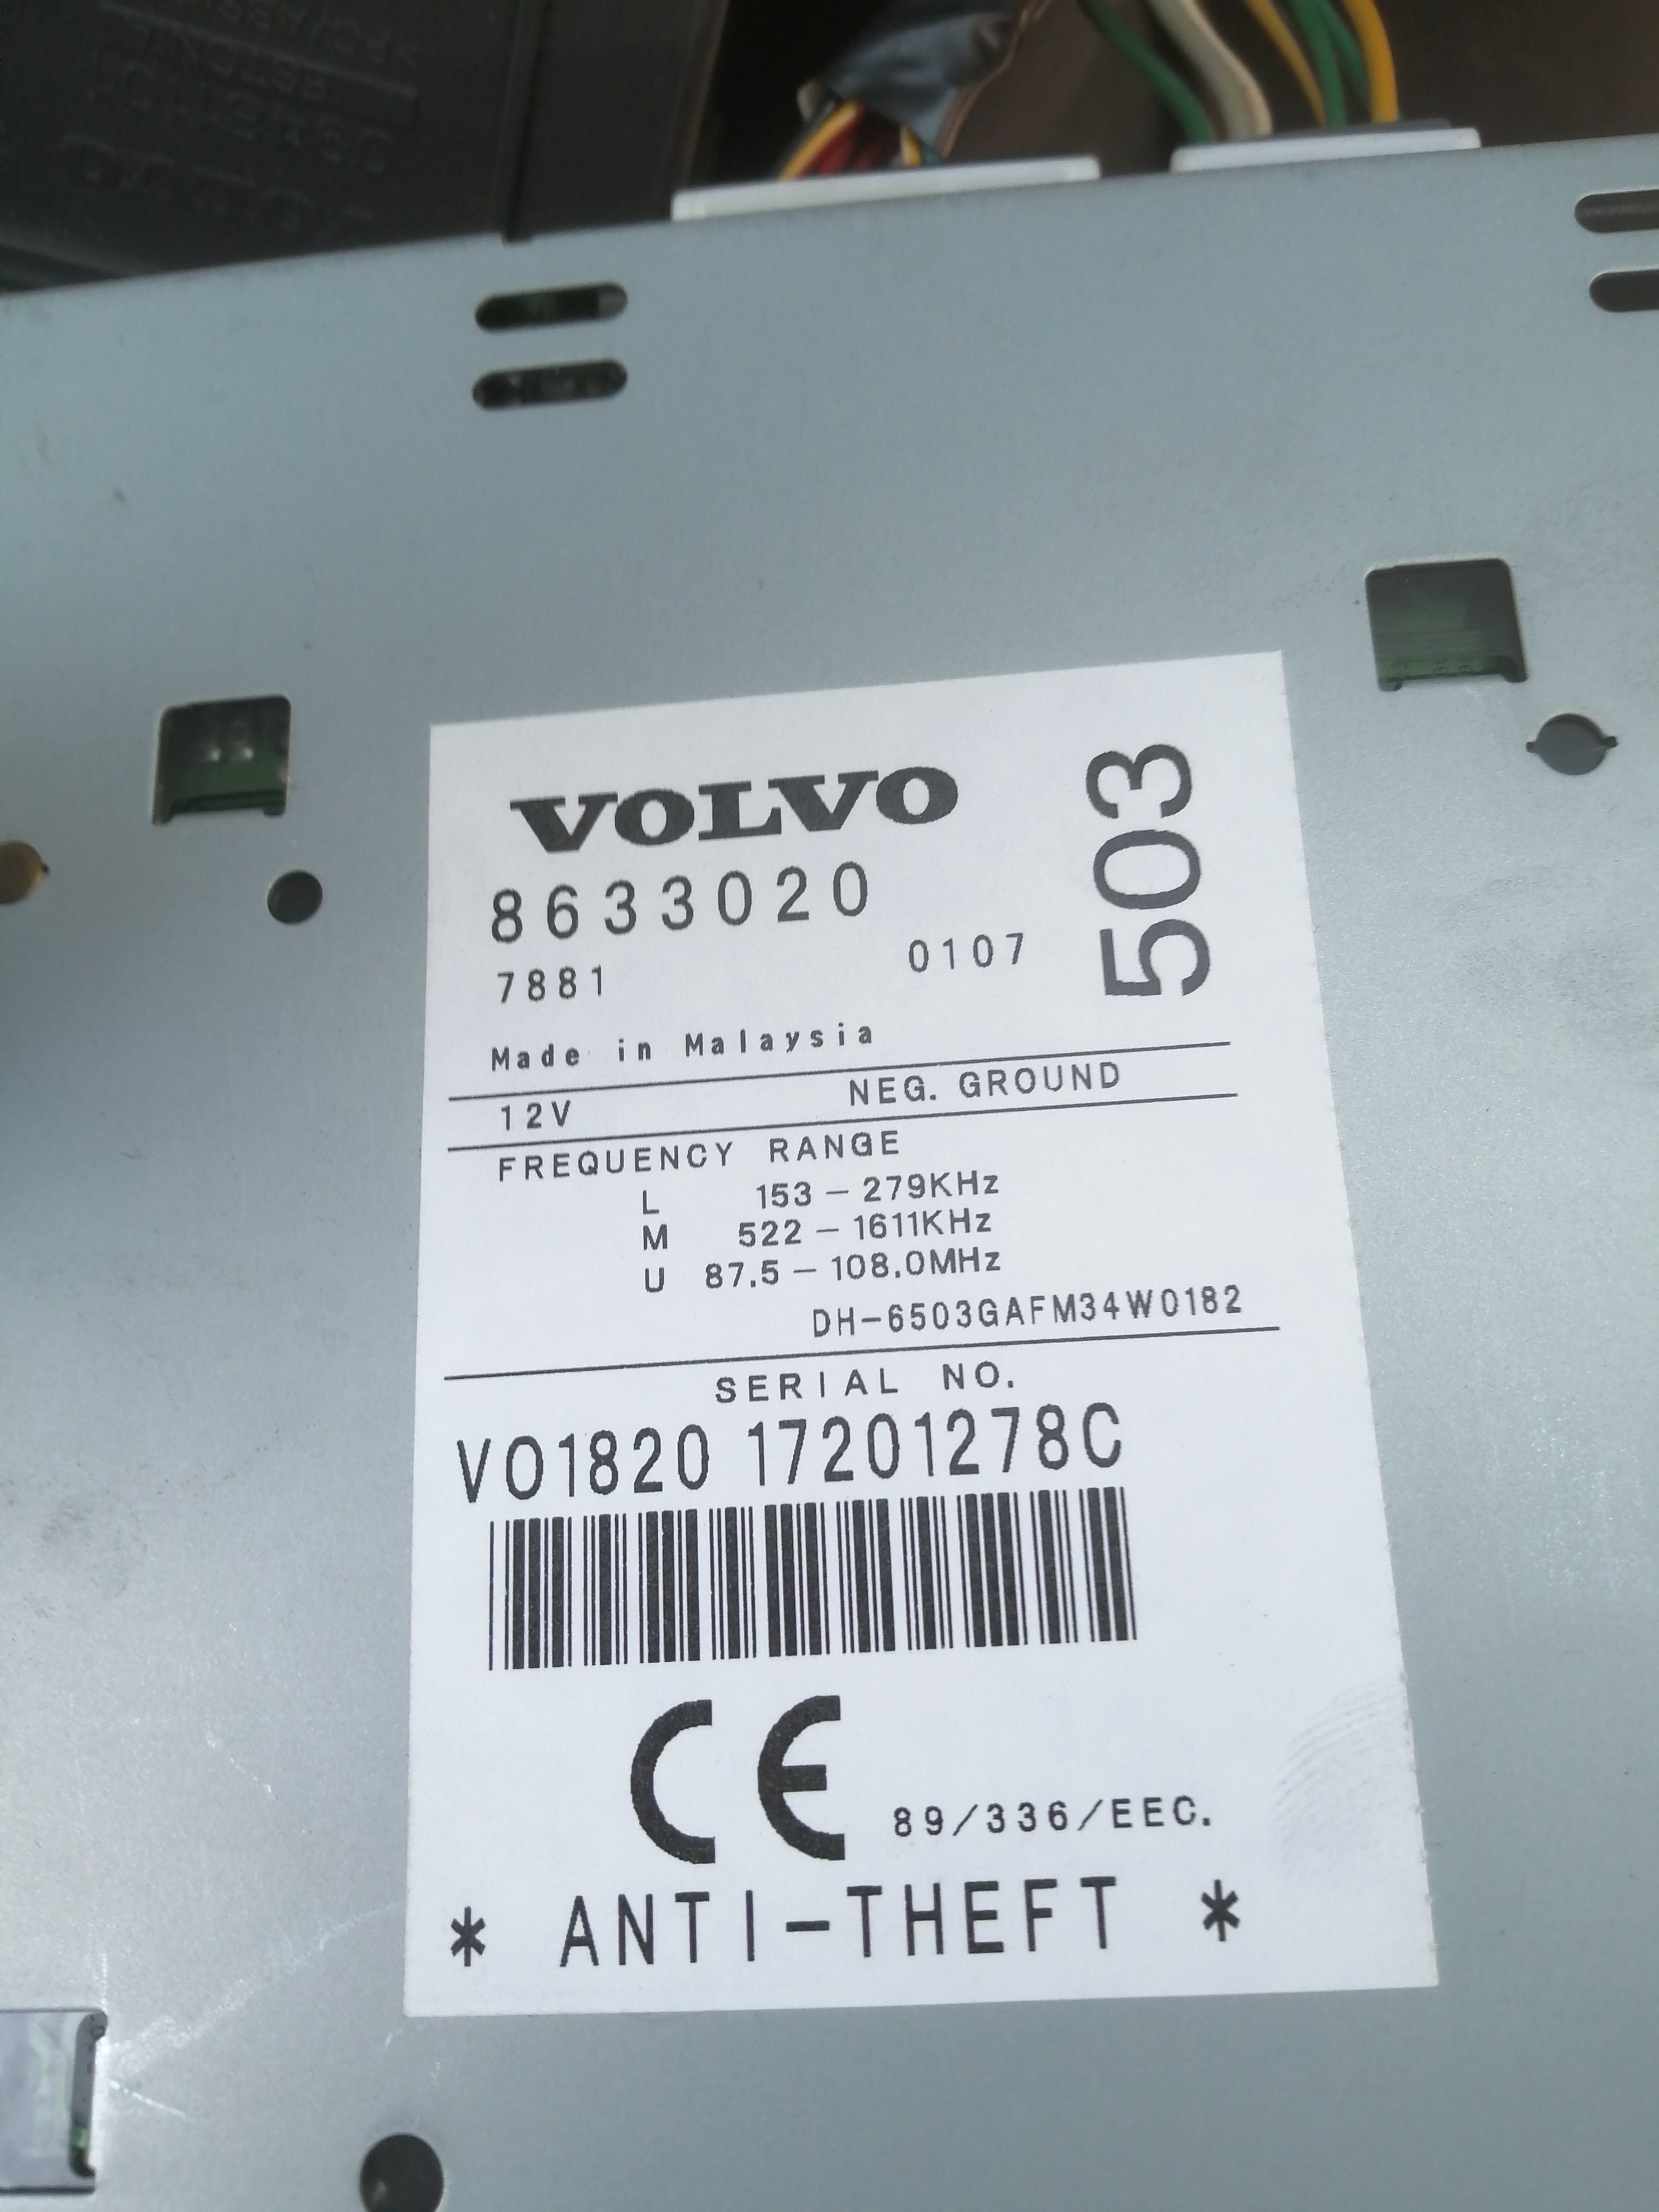 VOLVO
8633020
503
7881 0107
Made in Malaysia
12V NEG. GROUND
FREQUENCY RANGE
L 153 – 279KHz
M 522 – 1611KHz
U 87.5 – 108.0MHz
DH-6503GAFM34W0182
SERIAL NO.
VO1820 17201278C
CE 89/336/EEC.
* ANTI-THEFT *